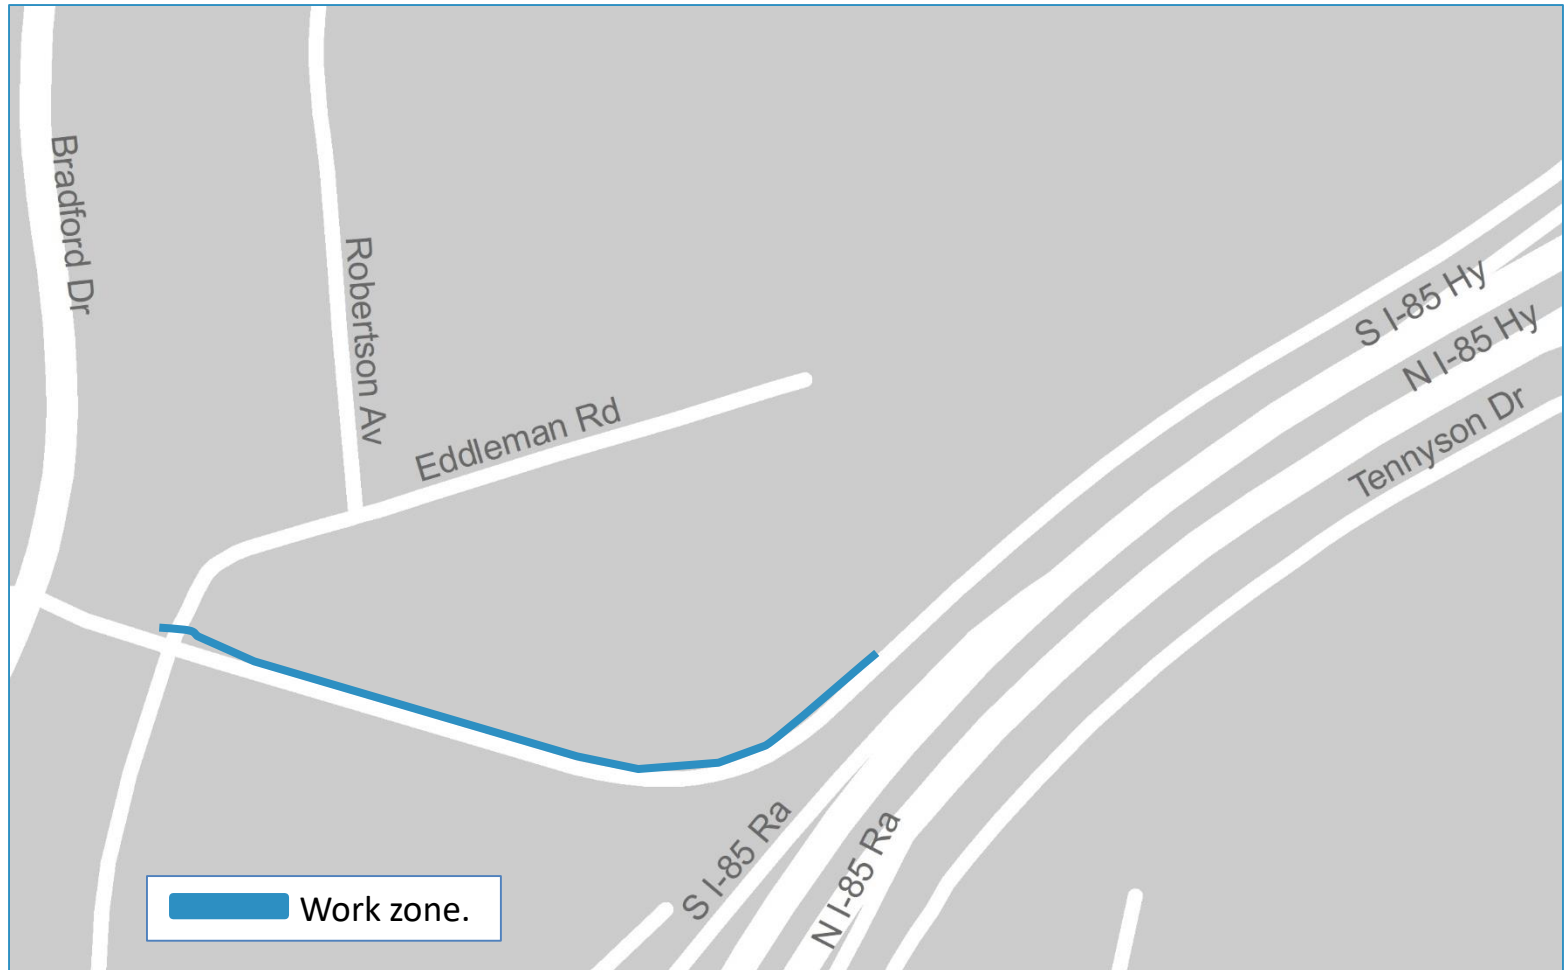 Bradford Dr
Robertson Av
Eddleman Rd
S I-85 Hy
N I-85 Hy
Tennyson Dr
S I-85 Ra
N I-85 Ra
Work zone.